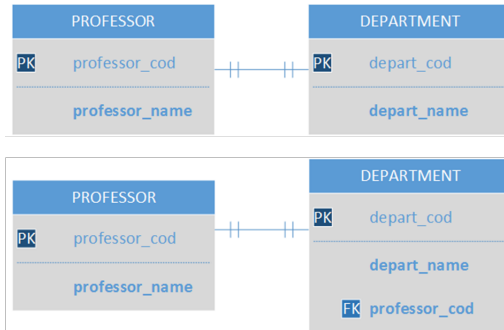 PROFESSOR DEPARTMENT
PK professor_cod PK depart_cod
professor_name depart_name
PROFESSOR DEPARTMENT
PK professor_cod PK depart_cod
professor_name depart_name
FK professor_cod